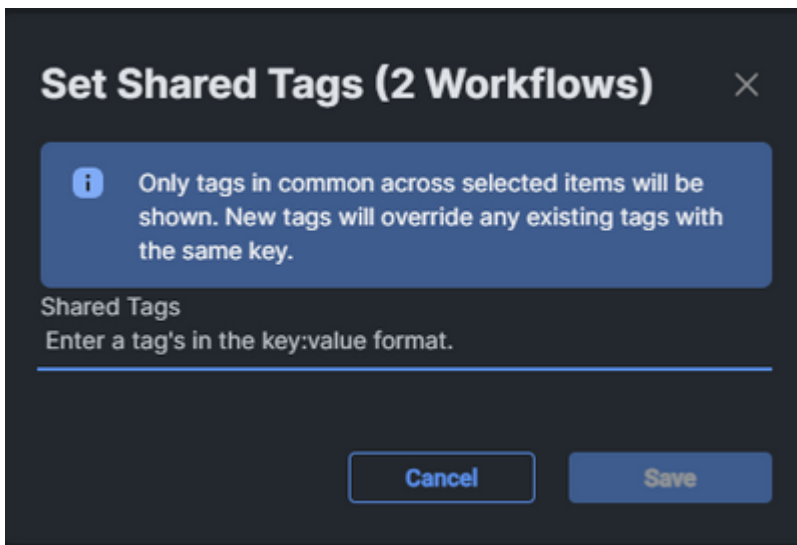 Set Shared Tags (2 Workflows)
Only tags in common across selected items will be
shown. New tags will override any existing tags with
the same key.
Shared Tags
Enter a tag's in the key:value format.
Cancel
Save